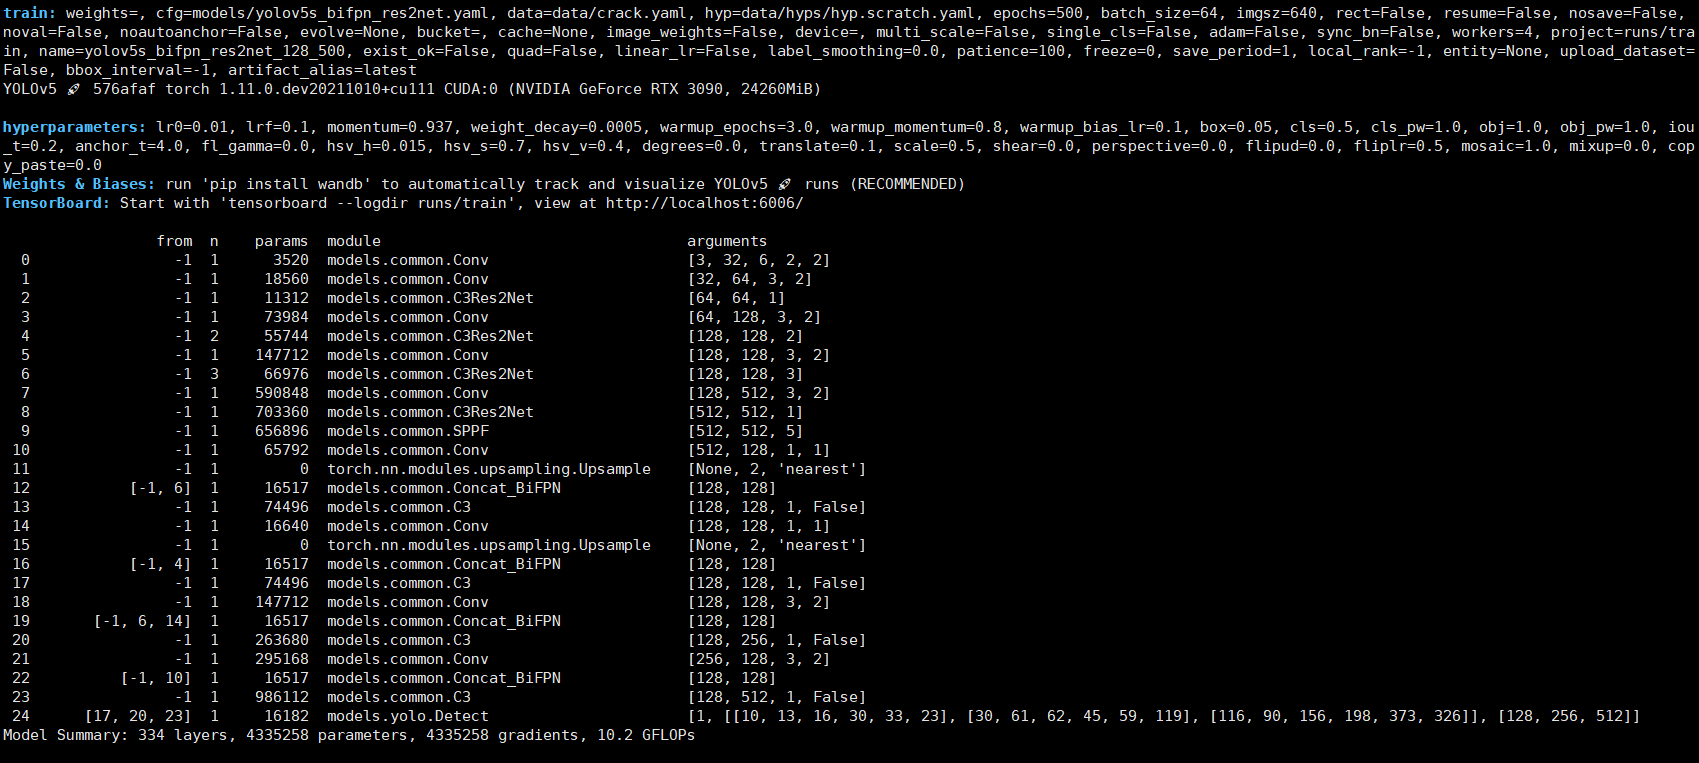 train: weights=, cfg=models/yolov5s_bifpn_res2net.yaml, data=data/crack.yaml, hyp=data/hyps/hyp.scratch.yaml, epochs=500, batch_size=64, imgsz=640, rect=False, resume=False, nosave=False,
noval=False, noautoanchor=False, evolve=None, bucket=, cache=None, image_weights=False, device=, multi_scale=False, single_cls=False, adam=False, sync_bn=False, workers=4, project=runs/tra
in, name=yolov5s_bifpn_res2net_128_500, exist_ok=False, quad=False, linear_lr=False, label_smoothing=0.0, patience=100, freeze=0, save_period=1, local_rank=-1, entity=None, upload_dataset=
False, bbox_interval=-1, artifact_alias=latest
YOLOv5 🚀 576afaf torch 1.11.0.dev20211010+cu111 CUDA:0 (NVIDIA GeForce RTX 3090, 24260MiB)
hyperparameters: lr0=0.01, lrf=0.1, momentum=0.937, weight_decay=0.0005, warmup_epochs=3.0, warmup_momentum=0.8, warmup_bias_lr=0.1, box=0.05, cls=0.5, cls_pw=1.0, obj=1.0, obj_pw=1.0, iou
_t=0.2, anchor_t=4.0, fl_gamma=0.0, hsv_h=0.015, hsv_s=0.7, hsv_v=0.4, degrees=0.0, translate=0.1, scale=0.5, shear=0.0, perspective=0.0, flipud=0.0, fliplr=0.5, mosaic=1.0, mixup=0.0, cop
y_paste=0.0
Weights & Biases: run 'pip install wandb' to automatically track and visualize YOLOv5 🚀 runs (RECOMMENDED)
TensorBoard: Start with 'tensorboard --logdir runs/train', view at http://localhost:6006/
from n params module arguments
0 -1 1 3520 models.common.Conv [3, 32, 6, 2, 2]
1 -1 1 18560 models.common.Conv [32, 64, 3, 2]
2 -1 1 11312 models.common.C3Res2Net [64, 64, 1]
3 -1 1 73984 models.common.Conv [64, 128, 3, 2]
4 -1 2 55744 models.common.C3Res2Net [128, 128, 2]
5 -1 1 147712 models.common.Conv [128, 128, 3, 2]
6 -1 3 66976 models.common.C3Res2Net [128, 128, 3]
7 -1 1 590848 models.common.Conv [128, 512, 3, 2]
8 -1 1 703360 models.common.C3Res2Net [512, 512, 1]
9 -1 1 656896 models.common.SPPF [512, 512, 5]
10 -1 1 65792 models.common.Conv [512, 128, 1, 1]
11 -1 1 0 torch.nn.modules.upsampling.Upsample [None, 2, 'nearest']
12 [-1, 6] 1 16517 models.common.Concat_BiFPN [128, 128]
13 -1 1 74496 models.common.C3 [128, 128, 1, False]
14 -1 1 16640 models.common.Conv [128, 128, 1, 1]
15 -1 1 0 torch.nn.modules.upsampling.Upsample [None, 2, 'nearest']
16 [-1, 4] 1 16517 models.common.Concat_BiFPN [128, 128]
17 -1 1 74496 models.common.C3 [128, 128, 1, False]
18 -1 1 147712 models.common.Conv [128, 128, 3, 2]
19 [-1, 6, 14] 1 16517 models.common.Concat_BiFPN [128, 128]
20 -1 1 263680 models.common.C3 [128, 256, 1, False]
21 -1 1 295168 models.common.Conv [256, 128, 3, 2]
22 [-1, 10] 1 16517 models.common.Concat_BiFPN [128, 128]
23 -1 1 986112 models.common.C3 [128, 512, 1, False]
24 [17, 20, 23] 1 16182 models.yolo.Detect [1, [[10, 13, 16, 30, 33, 23], [30, 61, 62, 45, 59, 119], [116, 90, 156, 198, 373, 326]], [128, 256, 512]]
Model Summary: 334 layers, 4335258 parameters, 4335258 gradients, 10.2 GFLOPs